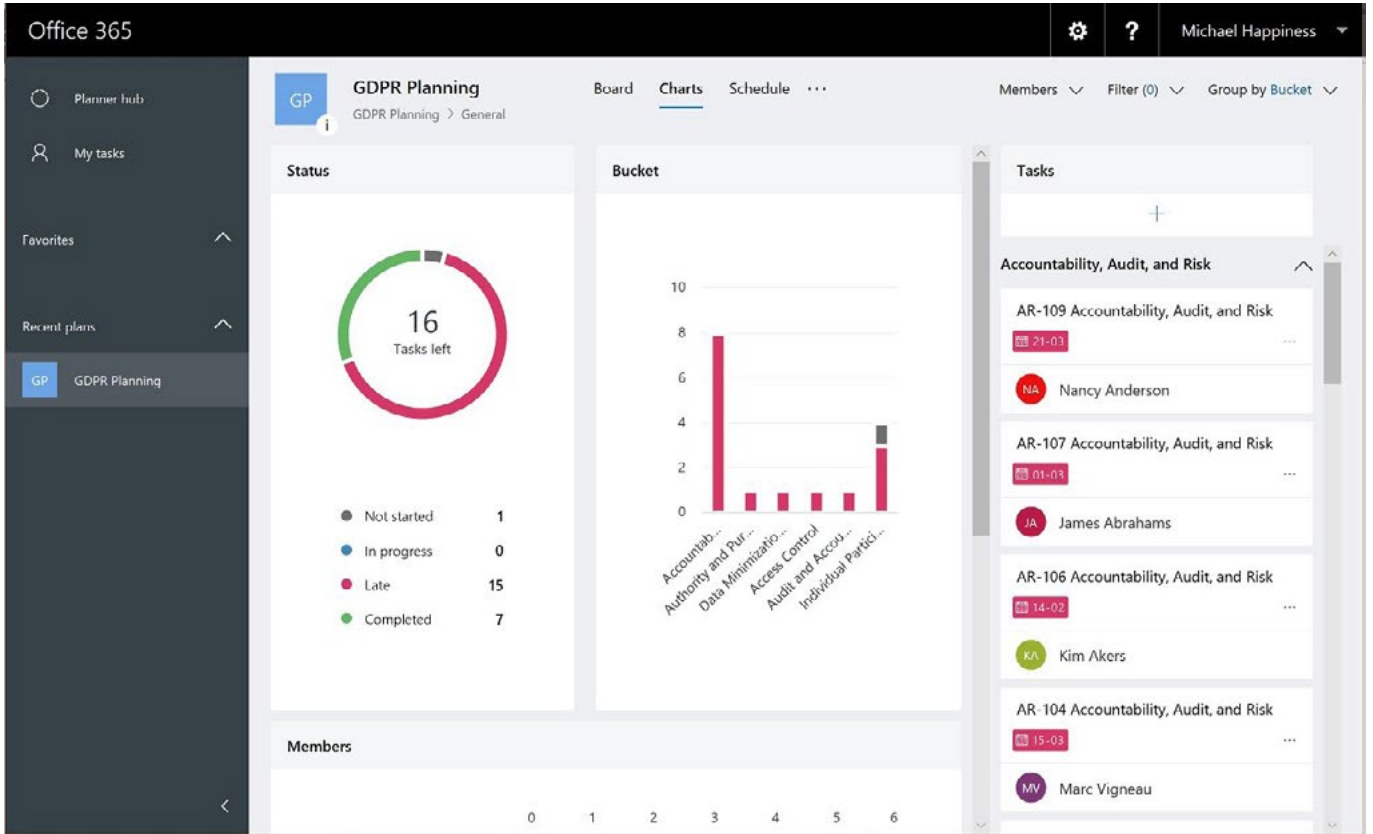 Office 365
? Michael Happiness
Planner hub
My tasks
Favorites
Recent plans
GP GDPR Planning
GP
i
GDPR Planning
GDPR Planning > General
Board Charts Schedule ...
Members Filter (0) Group by Bucket
Status
16
Tasks left
Not started 1
In progress 0
Late 15
Completed 7
Bucket
10
8
6
4
2
0
Accountab...
Authority and Pur...
Data Minimizatio...
Access Control
Audit and Accou...
Individual Partici...
Members
0 1 2 3 4 5 6
Tasks
+
Accountability, Audit, and Risk
AR-109 Accountability, Audit, and Risk
21-03 ...
NA Nancy Anderson
AR-107 Accountability, Audit, and Risk
01-03 ...
JA James Abrahams
AR-106 Accountability, Audit, and Risk
14-02 ...
KA Kim Akers
AR-104 Accountability, Audit, and Risk
15-03 ...
MV Marc Vigneau